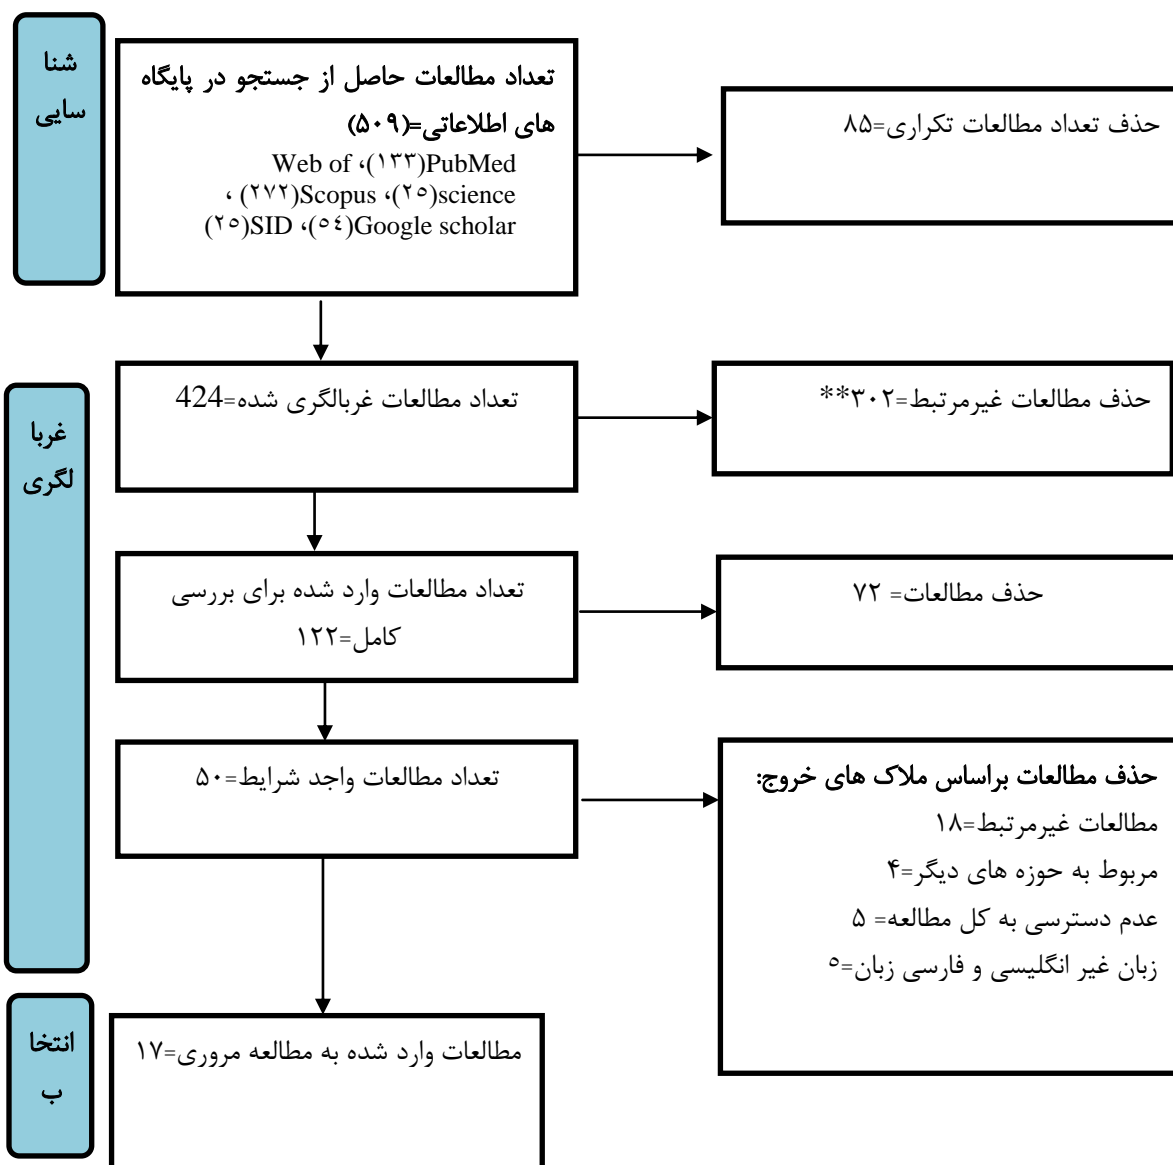 شنا
سایی
تعداد مطالعات حاصل از جستجو در پایگاه
های اطلاعاتی=(۵۰۹)
PubMed(۱۳۳)، Web of
science(۲۵)، Scopus(۲۷۲) ،
Google scholar(٥٤)، SID(۲۵)
حذف تعداد مطالعات تکراری=۸۵
غربا
لگری
تعداد مطالعات غربالگری شده=424
حذف مطالعات غیرمرتبط=۳۰۲**
تعداد مطالعات وارد شده برای بررسی
کامل=۱۲۲
حذف مطالعات= ۷۲
تعداد مطالعات واجد شرایط=۵۰
حذف مطالعات براساس ملاک های خروج:
مطالعات غیرمرتبط=۱۸
مربوط به حوزه های دیگر=۴
عدم دسترسی به کل مطالعه= ۵
زبان غیر انگلیسی و فارسی زبان=٥
انتخا
ب
مطالعات وارد شده به مطالعه مروری=۱۷